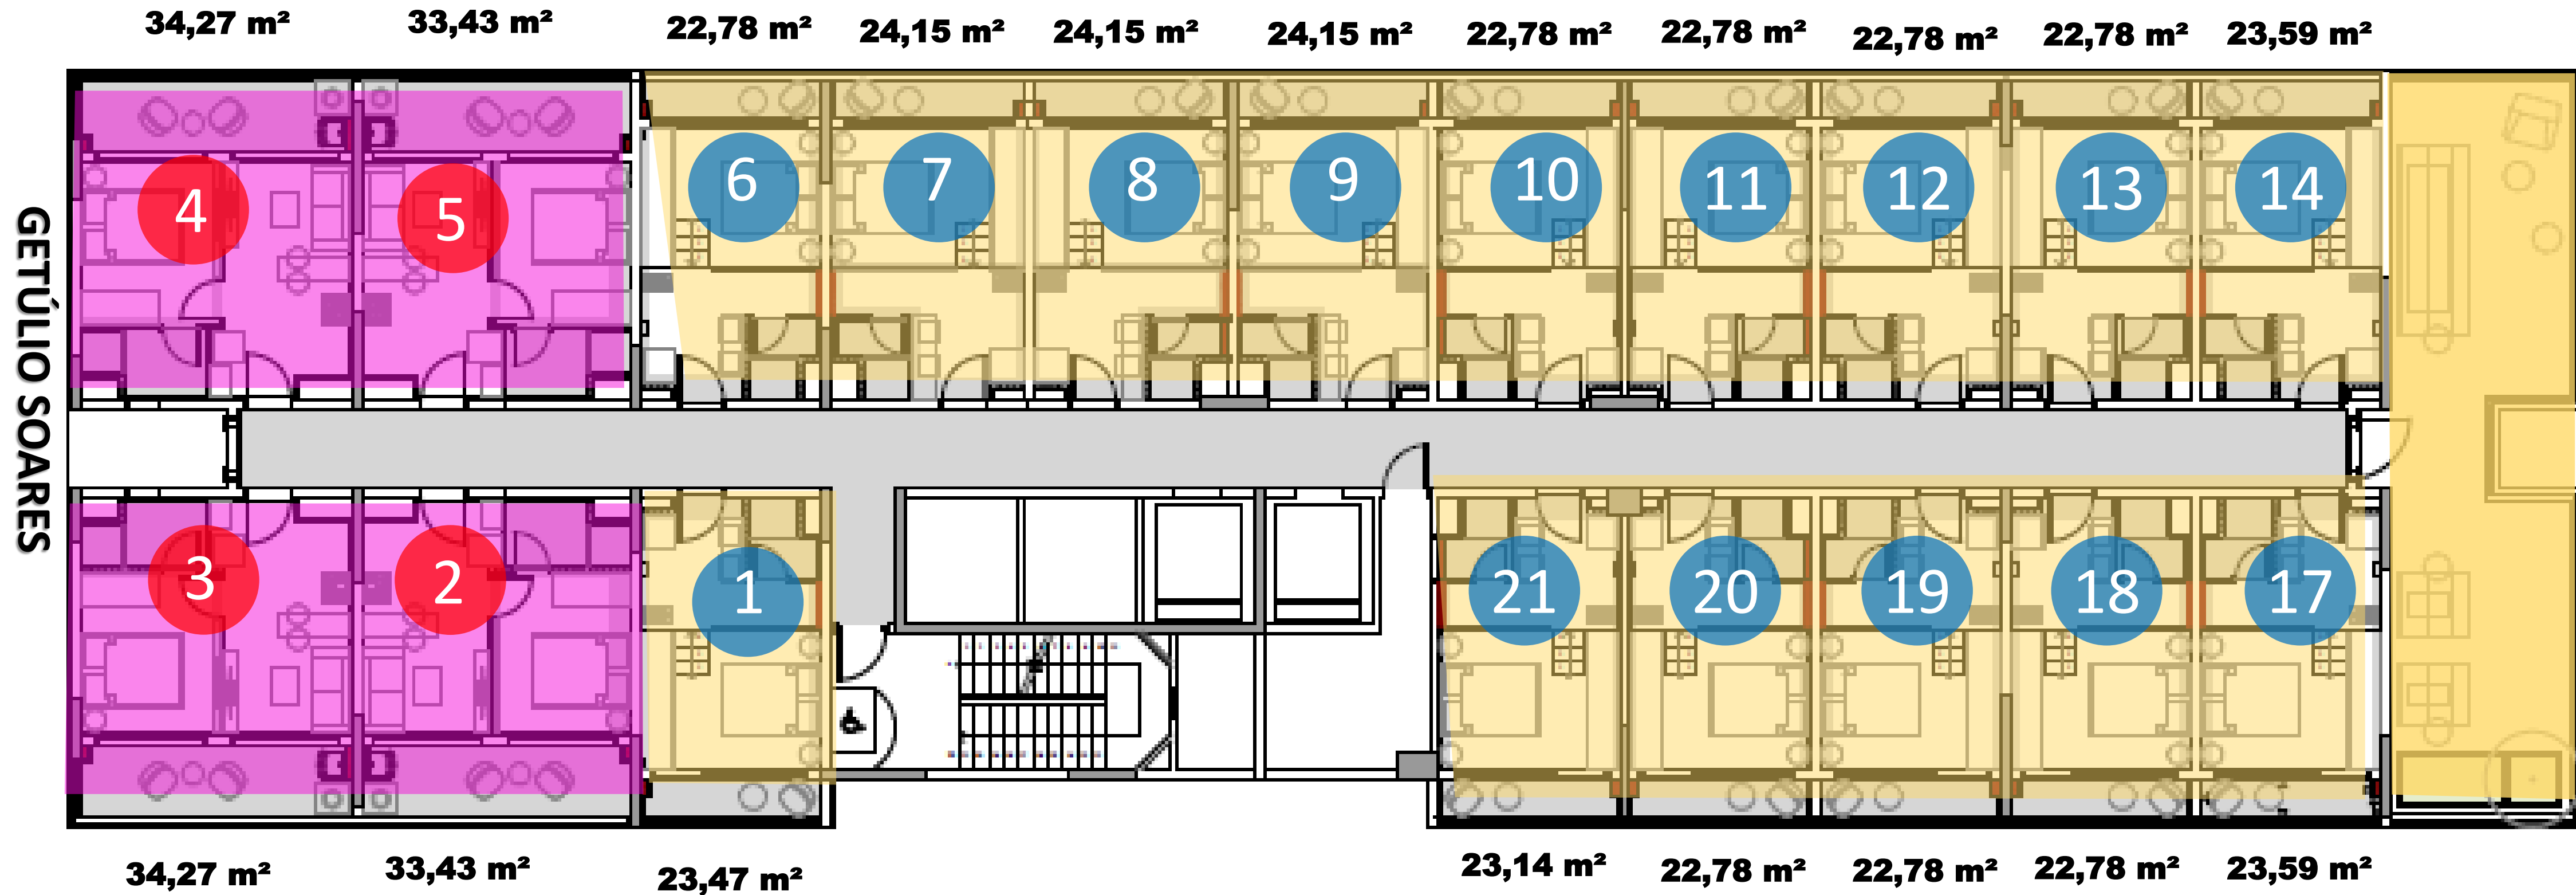 34,27 m² 33,43 m² 22,78 m² 24,15 m² 24,15 m² 24,15 m² 22,78 m² 22,78 m² 22,78 m² 22,78 m² 23,59 m²
4 5 6 7 8 9 10 11 12 13 14
GETÚLIO SOARES
3 2 1 21 20 19 18 17
34,27 m² 33,43 m² 23,47 m² 23,14 m² 22,78 m² 22,78 m² 22,78 m² 23,59 m²